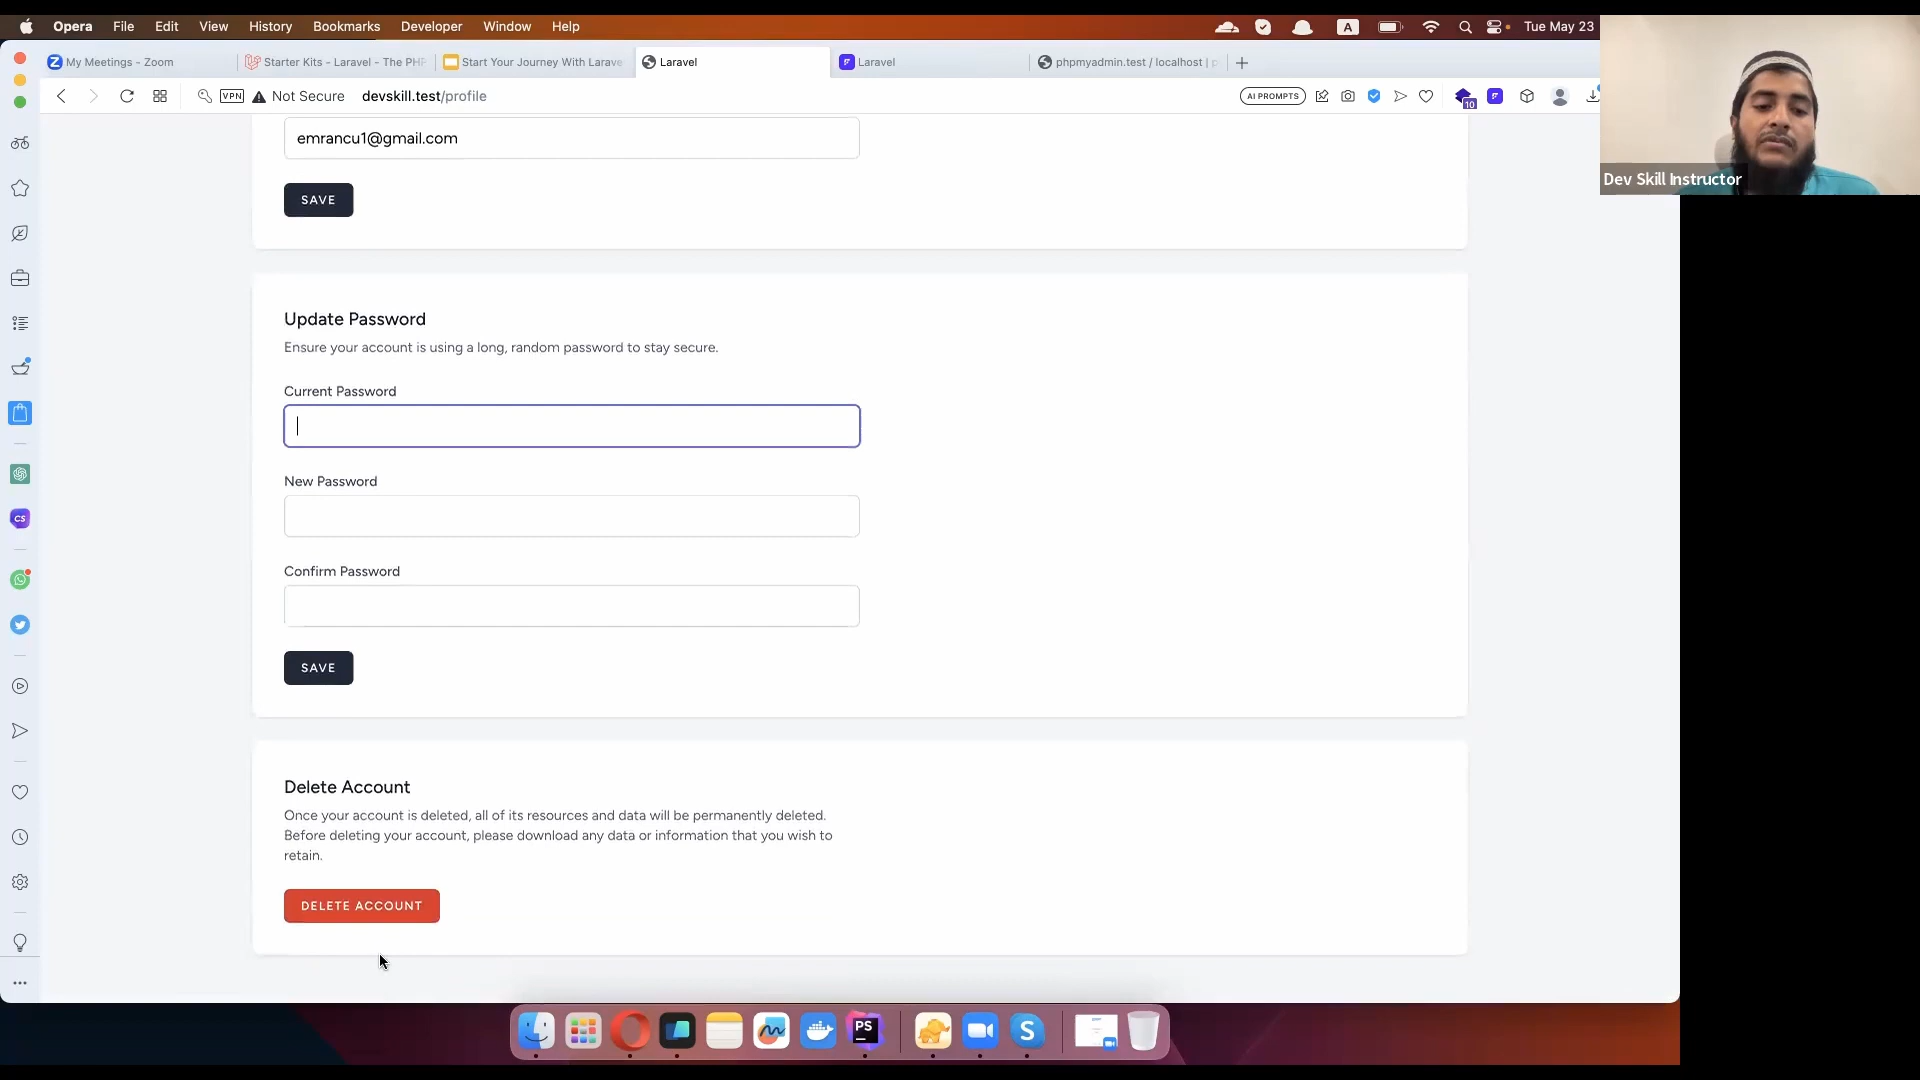 Opera File Edit View History Bookmarks Developer Window Help
A
Tue May 23
My Meetings - Zoom
Starter Kits - Laravel - The PHP
Start Your Journey With Larave
Laravel
Laravel
phpmyadmin.test / localhost | p
VPN
Not Secure
devskill.test/profile
AI PROMPTS
10
Dev Skill Instructor
emrancu1@gmail.com
SAVE
Update Password
Ensure your account is using a long, random password to stay secure.
Current Password
New Password
Confirm Password
SAVE
Delete Account
Once your account is deleted, all of its resources and data will be permanently deleted.
Before deleting your account, please download any data or information that you wish to
retain.
DELETE ACCOUNT
CS
PS
S